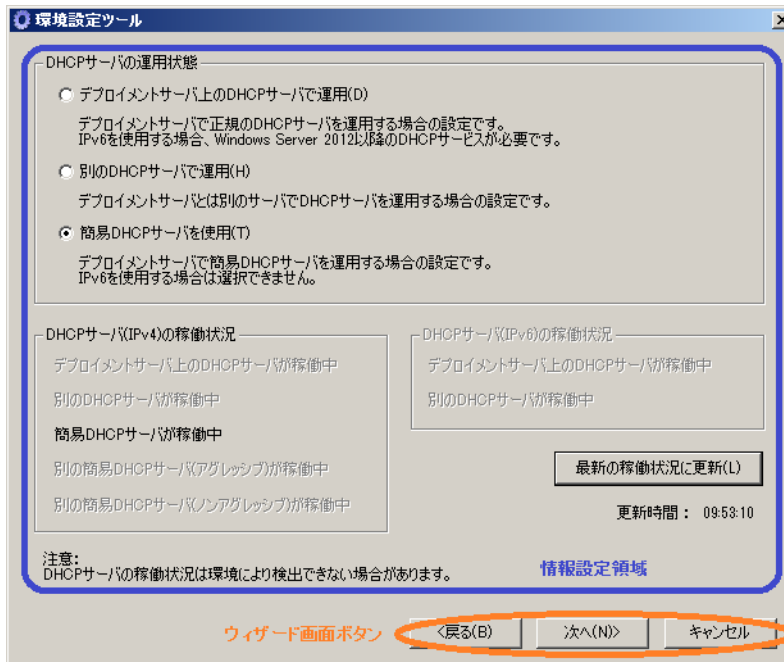 環境設定ツール
DHCPサーバの運用状態
デプロイメントサーバ上のDHCPサーバで運用(D)
デプロイメントサーバで正規のDHCPサーバを運用する場合の設定です。
IPv6を使用する場合、Windows Server 2012以降のDHCPサービスが必要です。
別のDHCPサーバで運用(H)
デプロイメントサーバとは別のサーバでDHCPサーバを運用する場合の設定です。
簡易DHCPサーバを使用(T)
デプロイメントサーバで簡易DHCPサーバを運用する場合の設定です。
IPv6を使用する場合は選択できません。
DHCPサーバ(IPv4)の稼働状況
デプロイメントサーバ上のDHCPサーバが稼働中
別のDHCPサーバが稼働中
簡易DHCPサーバが稼働中
別の簡易DHCPサーバ(アグレッシブ)が稼働中
別の簡易DHCPサーバ(ノンアグレッシブ)が稼働中
DHCPサーバ(IPv6)の稼働状況
デプロイメントサーバ上のDHCPサーバが稼働中
別のDHCPサーバが稼働中
最新の稼働状況に更新(L)
更新時間： 09:53:10
注意:
DHCPサーバの稼働状況は環境により検出できない場合があります。
情報設定領域
ウィザード画面ボタン
<戻る(B)
次へ(N)>
キャンセル